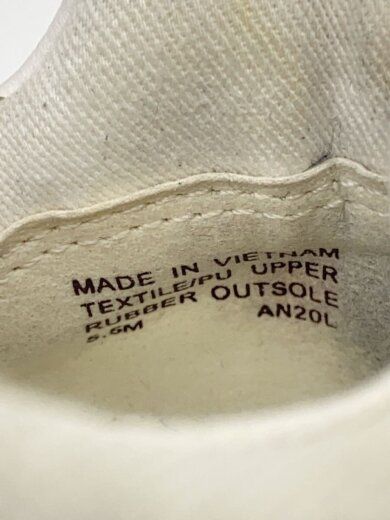 MADE IN VIETNAM
TEXTILE/PU UPPER
RUBBER OUTSOLE
5.5M AN20L